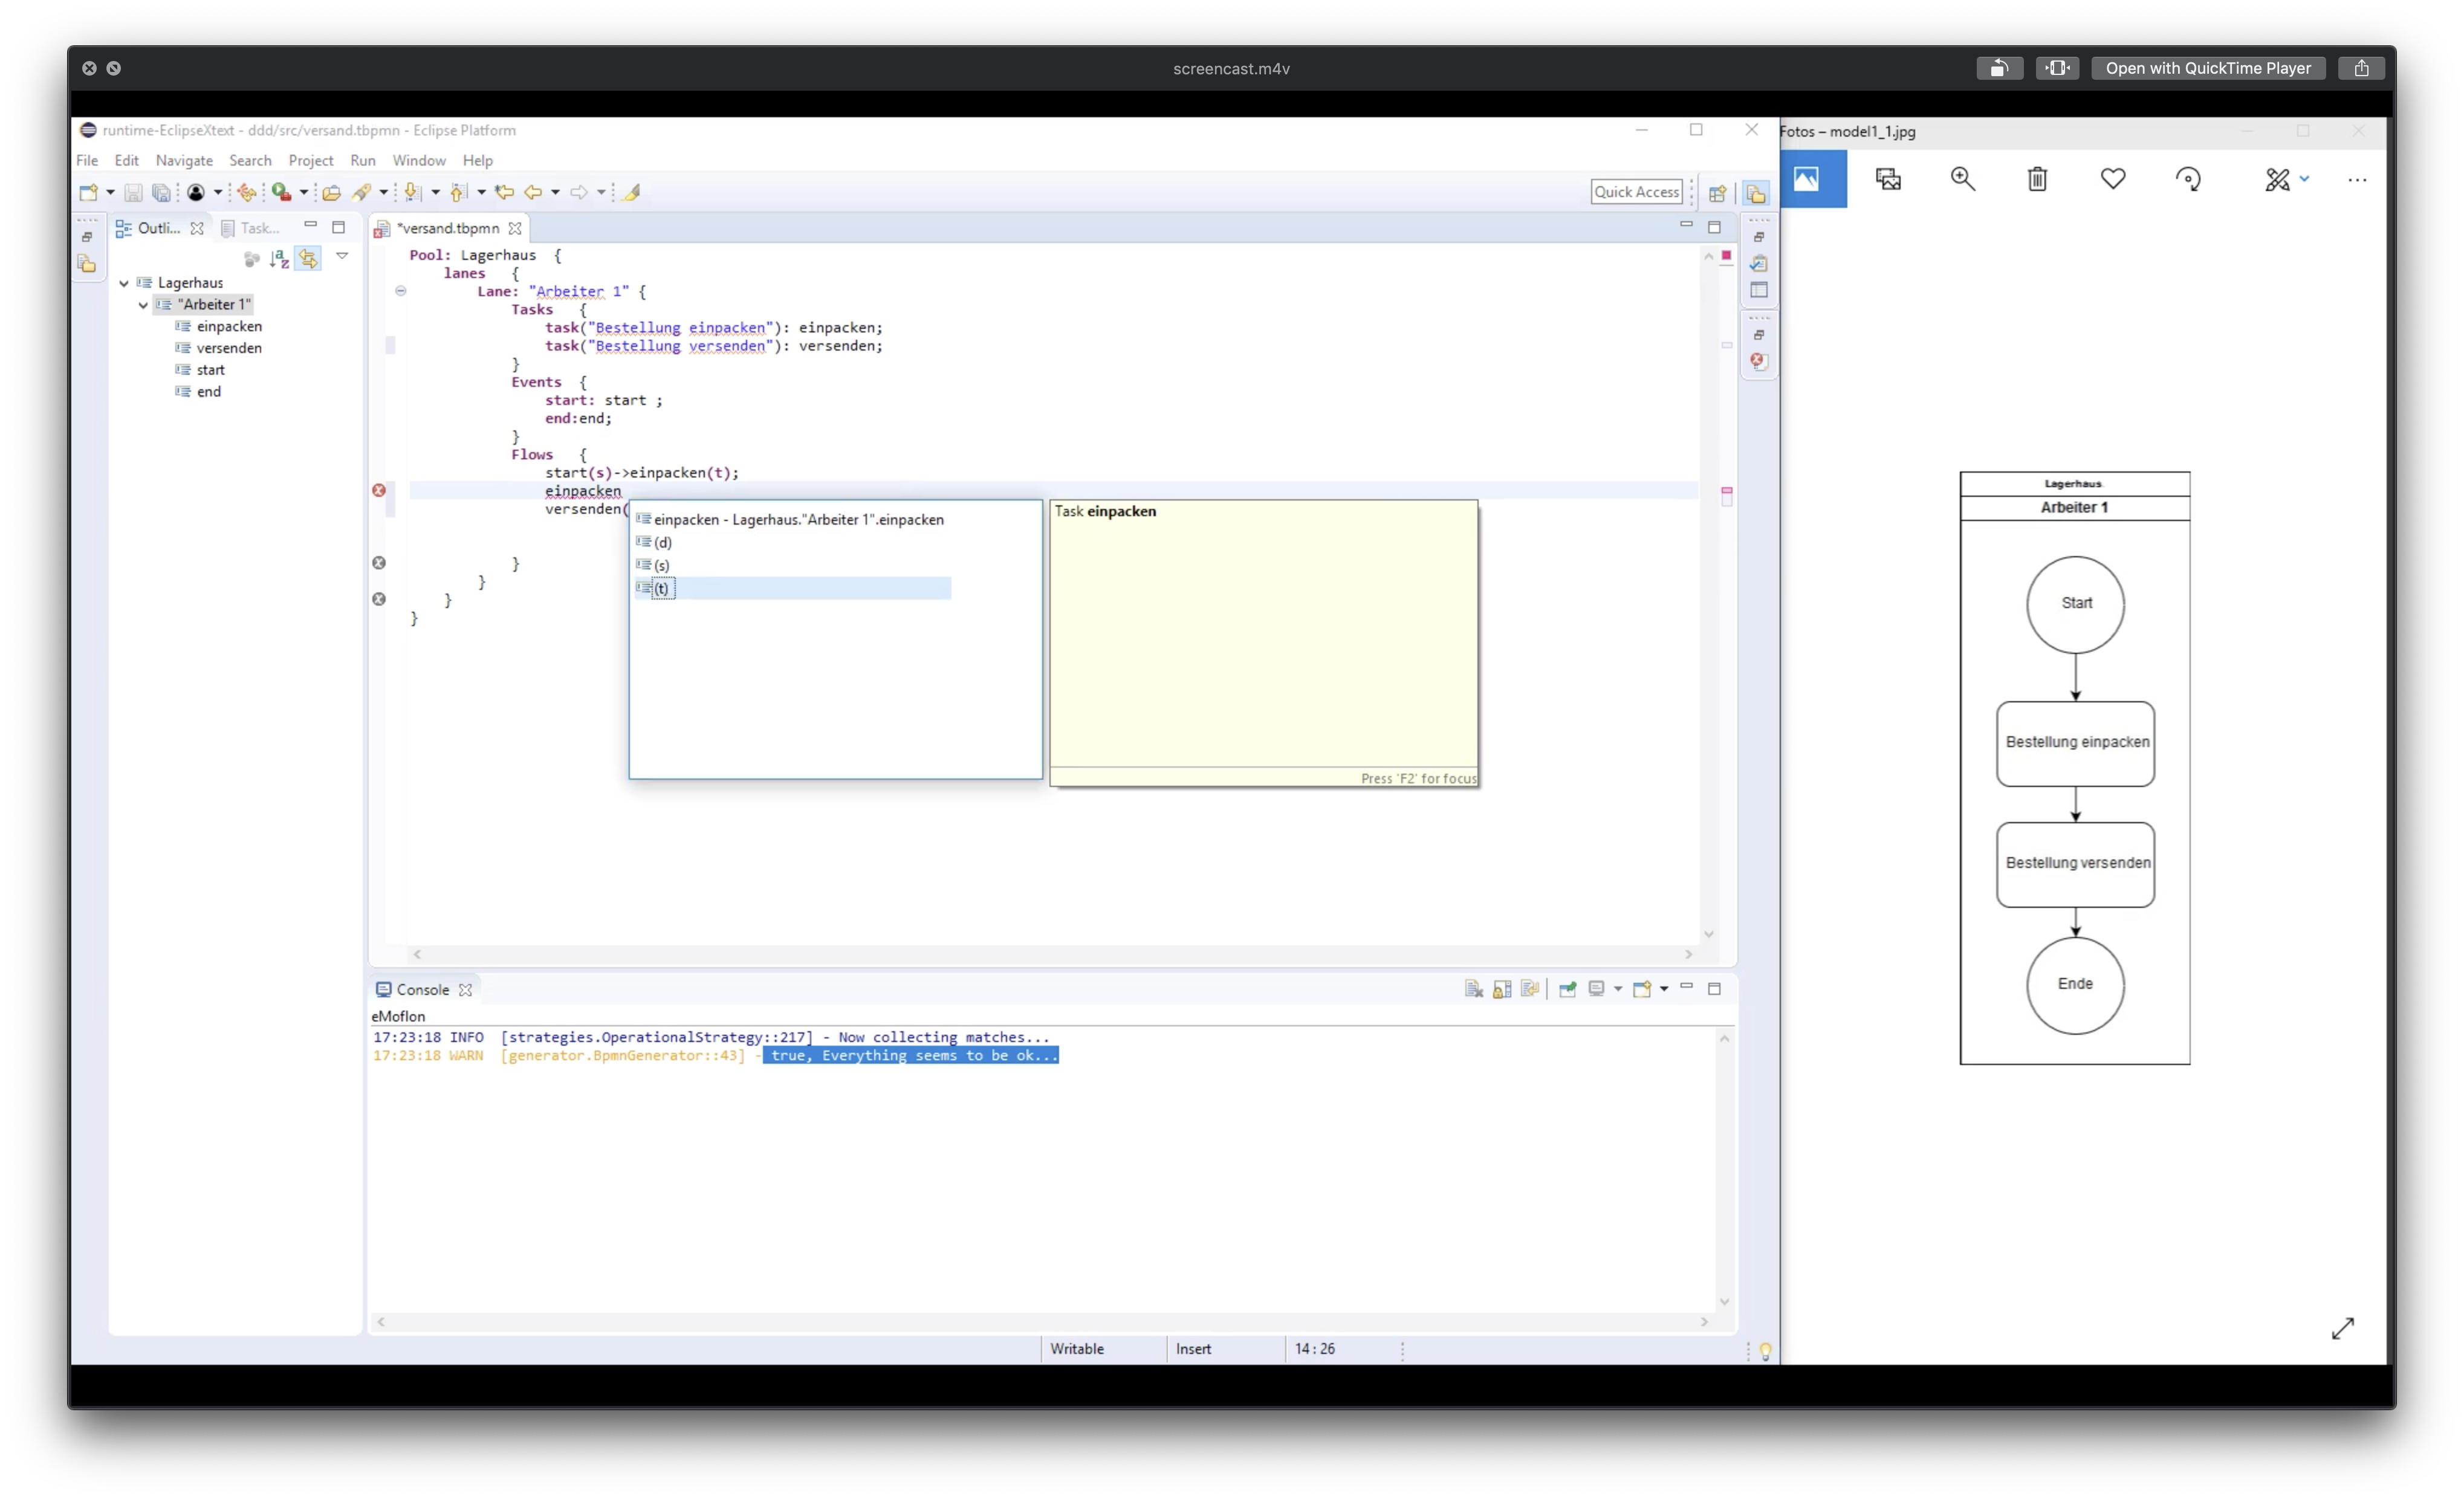 screencast.m4v
Open with QuickTime Player
runtime-EclipseXtext - ddd/src/versand.tbpmn - Eclipse Platform
File Edit Navigate Search Project Run Window Help
Quick Access
Outli...
Task...
Lagerhaus
"Arbeiter 1"
einpacken
versenden
start
end
*versand.tbpmn
Pool: Lagerhaus {
lanes {
Lane: "Arbeiter 1" {
Tasks {
task("Bestellung einpacken"): einpacken;
task("Bestellung versenden"): versenden;
}
Events {
start: start ;
end:end;
}
Flows {
start(s)->einpacken(t);
einpacken
versenden(
}
}
}
}
einpacken - Lagerhaus."Arbeiter 1".einpacken
(d)
(s)
(t)
Task einpacken
Press 'F2' for focus
Console
eMoflon
17:23:18 INFO [strategies.OperationalStrategy::217] - Now collecting matches...
17:23:18 WARN [generator.BpmnGenerator::43] - true, Everything seems to be ok...
Writable
Insert
14 : 26
Fotos – model1_1.jpg
Lagerhaus
Arbeiter 1
Start
Bestellung einpacken
Bestellung versenden
Ende